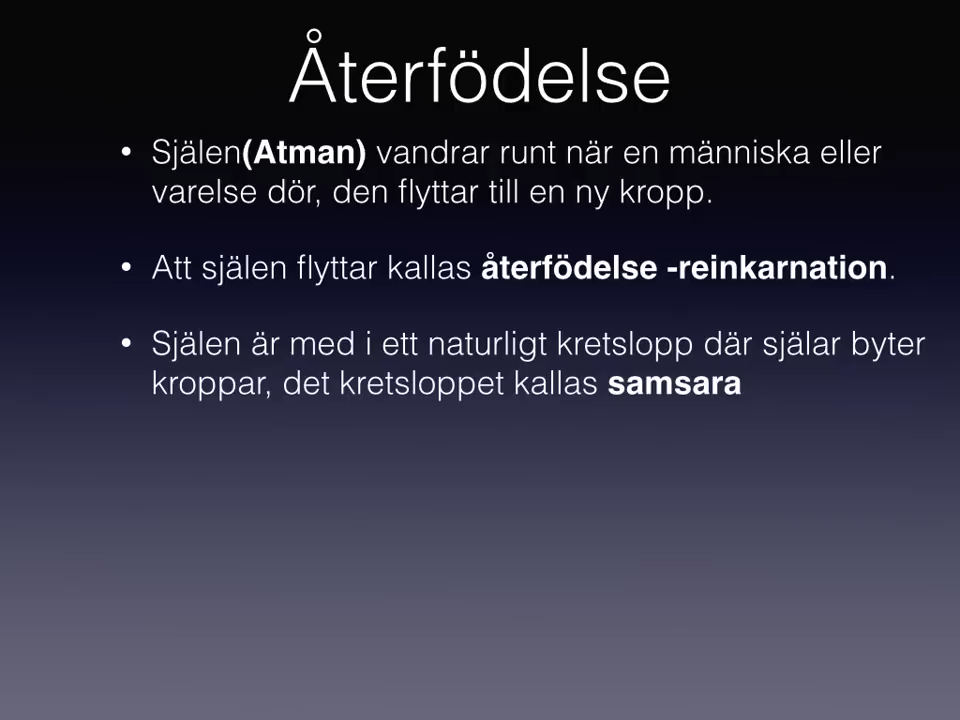 Återfödelse
• Själen(Atman) vandrar runt när en människa eller
varelse dör, den flyttar till en ny kropp.
• Att själen flyttar kallas återfödelse -reinkarnation.
• Själen är med i ett naturligt kretslopp där själar byter
kroppar, det kretsloppet kallas samsara